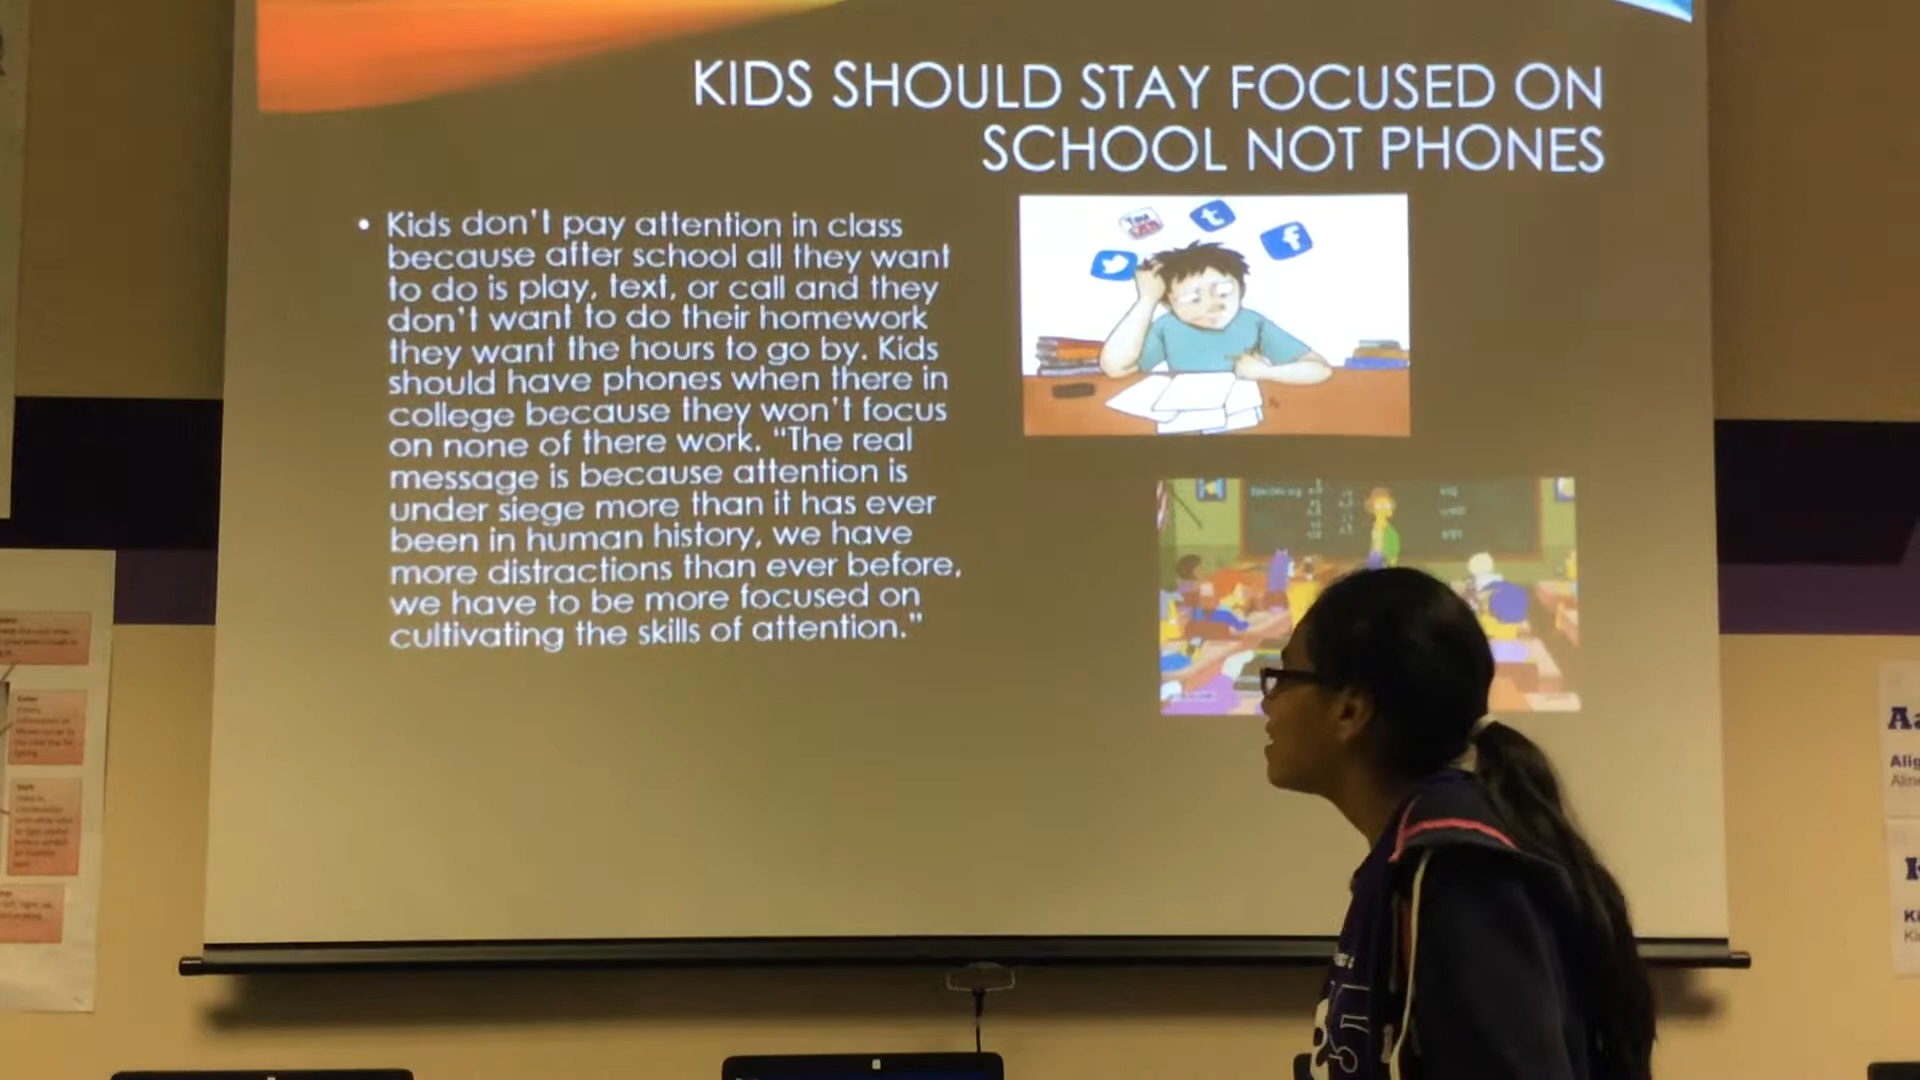 KIDS SHOULD STAY FOCUSED ON
SCHOOL NOT PHONES
• Kids don't pay attention in class
because after school all they want
to do is play, text, or call and they
don't want to do their homework
they want the hours to go by. Kids
should have phones when there in
college because they won't focus
on none of there work. "The real
message is because attention is
under siege more than it has ever
been in human history, we have
more distractions than ever before,
we have to be more focused on
cultivating the skills of attention."
You
t
f
Aa
Alig
K
Ki